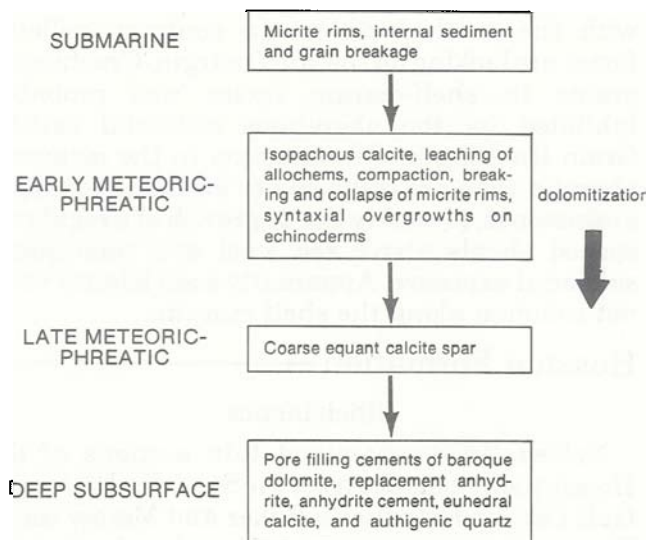 SUBMARINE
Micrite rims, internal sediment
and grain breakage
EARLY METEORIC-
PHREATIC
Isopachous calcite, leaching of
allochems, compaction, break-
ing and collapse of micrite rims,
syntaxial overgrowths on
echinoderms
dolomitization
LATE METEORIC-
PHREATIC
Coarse equant calcite spar
DEEP SUBSURFACE
Pore filling cements of baroque
dolomite, replacement anhy-
drite, anhydrite cement, euhedral
calcite, and authigenic quartz